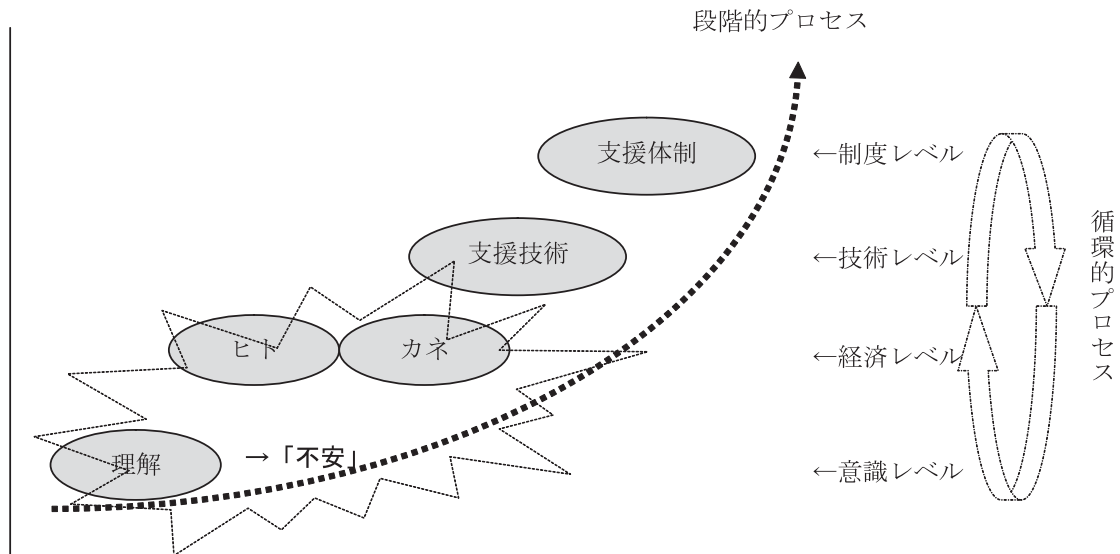 段階的プロセス
支援体制
←制度レベル
支援技術
←技術レベル
循環的プロセス
ヒト
カネ
←経済レベル
理解
→「不安」
←意識レベル